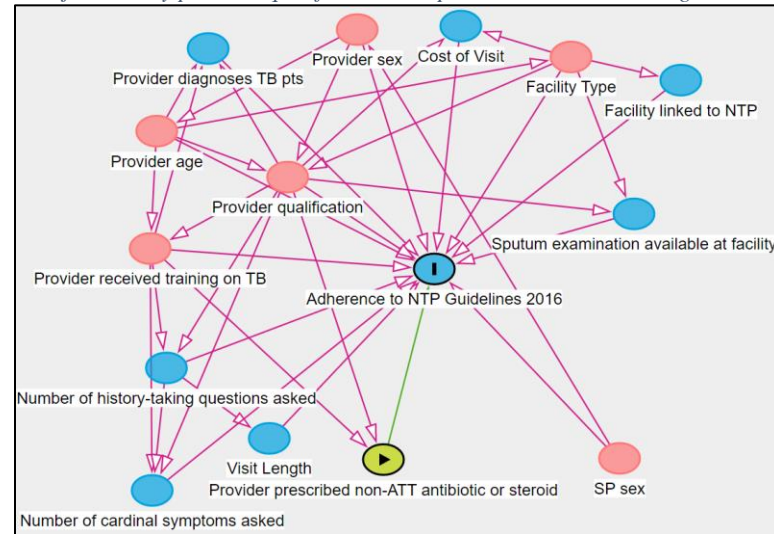 Provider sex
Cost of Visit
Provider diagnoses TB pts
Facility Type
Facility linked to NTP
Provider age
Provider qualification
Sputum examination available at facility
Provider received training on TB
Adherence to NTP Guidelines 2016
Number of history-taking questions asked
Visit Length
Provider prescribed non-ATT antibiotic or steroid
SP sex
Number of cardinal symptoms asked